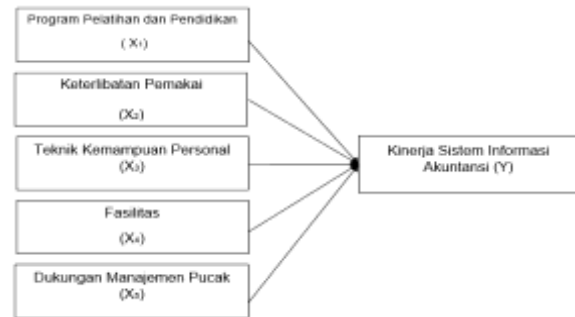 Program Pelatihan dan Pendidikan
( X₁)
Keterlibatan Pemakai
(X₂)
Teknik Kemampuan Personal
(X₃)
Fasilitas
(X₄)
Dukungan Manajemen Pucak
(X₅)
Kinerja Sistem Informasi
Akuntansi (Y)